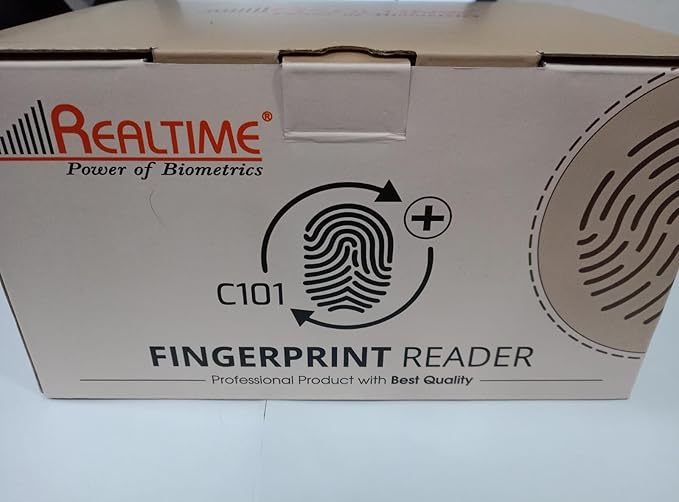 REALTIME®
Power of Biometrics
C101
FINGERPRINT READER
Professional Product with Best Quality